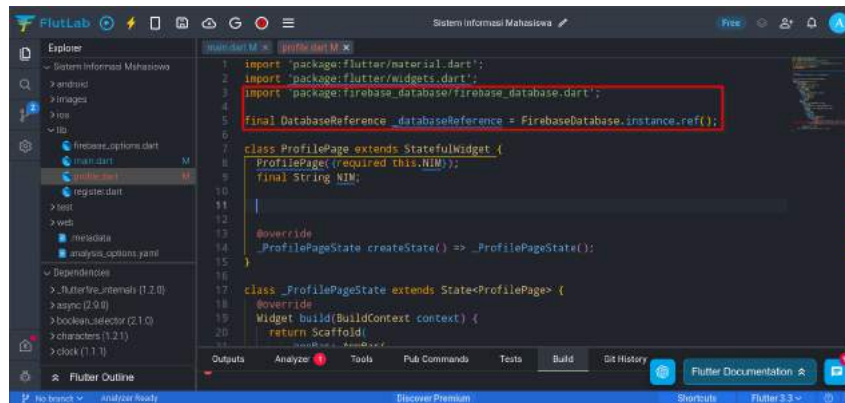 FlutLab
Sistem Informasi Mahasiswa
Free
Explorer
main.dart M
profile.dart M
Sistem Informasi Mahasiswa
android
images
ios
lib
firebase_options.dart
main.dart M
profile.dart M
register.dart
test
web
.metadata
analysis_options.yaml
Dependencies
_flutterfire_internals (1.2.0)
async (2.9.0)
boolean_selector (2.1.0)
characters (1.2.1)
clock (1.1.1)
Flutter Outline
1 import 'package:flutter/material.dart';
2 import 'package:flutter/widgets.dart';
3 import 'package:firebase_database/firebase_database.dart';
4
5 final DatabaseReference _databaseReference = FirebaseDatabase.instance.ref();
6
7 class ProfilePage extends StatefulWidget {
8 ProfilePage({required this.NIM});
9 final String NIM;
10
11
12
13 @override
14 _ProfilePageState createState() => _ProfilePageState();
15 }
16
17 class _ProfilePageState extends State<ProfilePage> {
18 @override
19 Widget build(BuildContext context) {
20 return Scaffold(
Outputs Analyzer Tools Pub Commands Tests Build Git History
Flutter Documentation
No branch Analyzer Ready Discover Premium Shortcuts Flutter 3.3